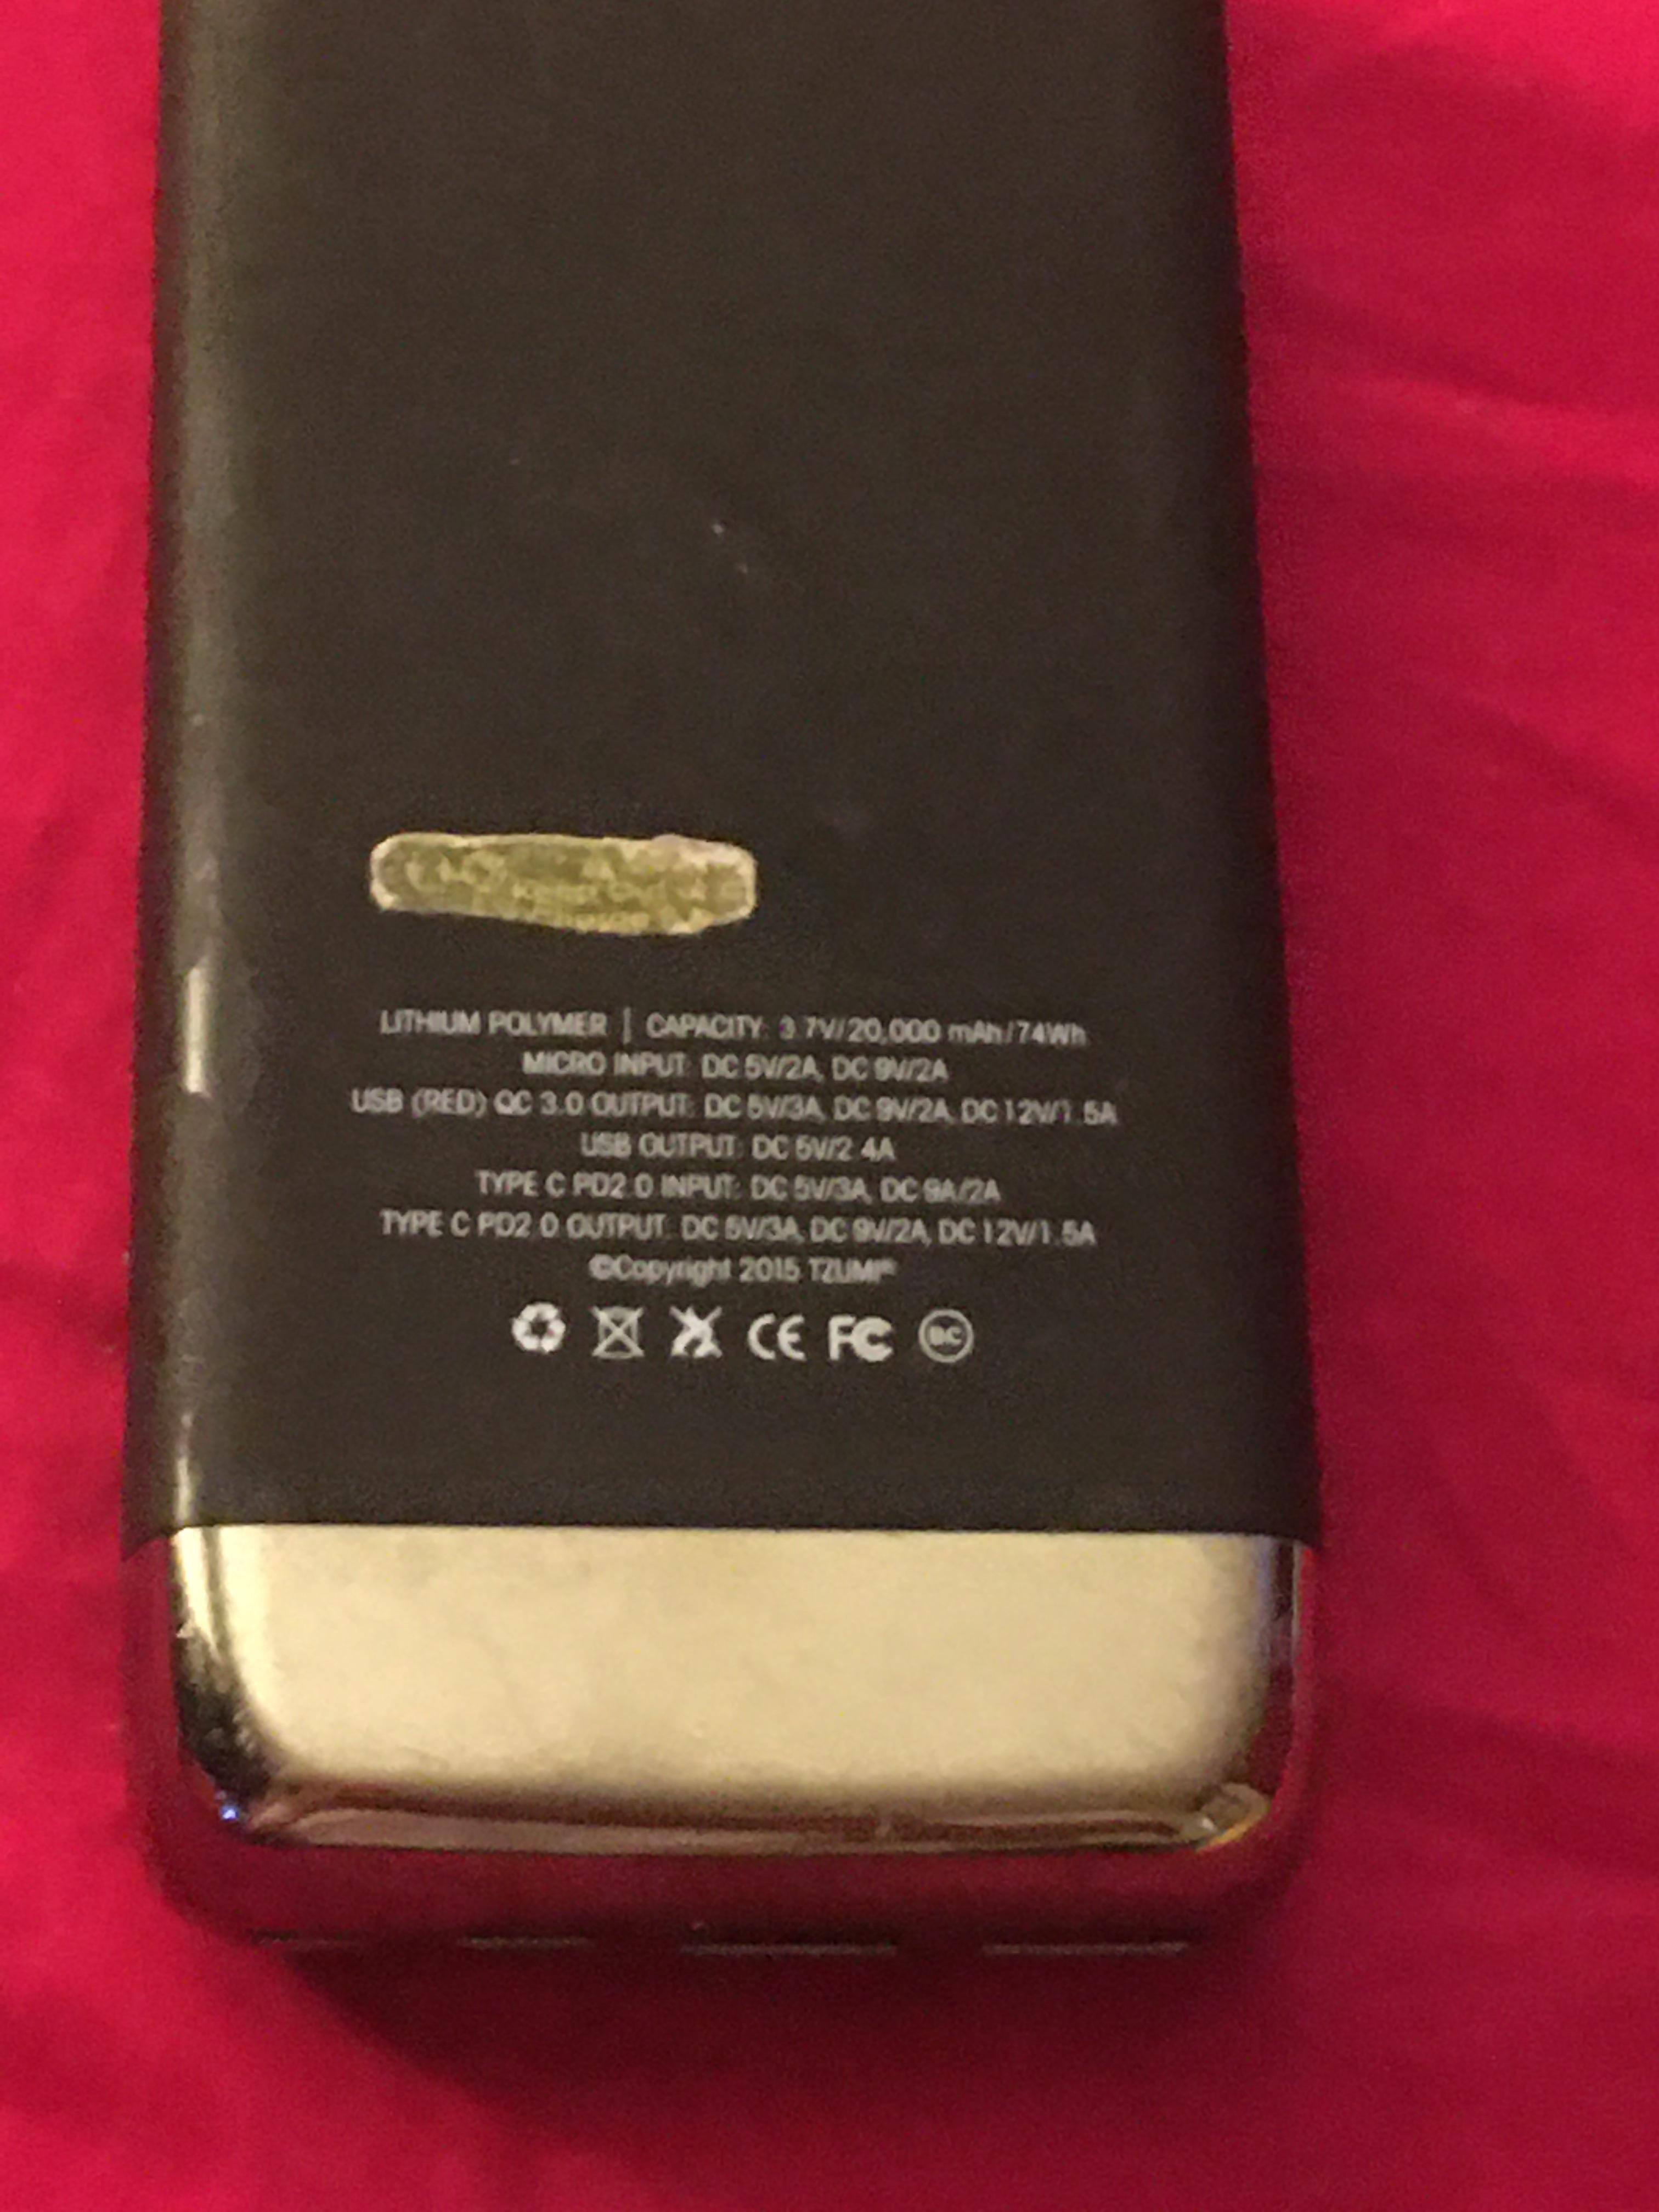 LITHIUM POLYMER | CAPACITY: 3.7V/20,000 mAh/74Wh
MICRO INPUT: DC 5V/2A, DC 9V/2A
USB (RED) QC 3.0 OUTPUT: DC 5V/3A, DC 9V/2A, DC 12V/1.5A
USB OUTPUT: DC 5V/2.4A
TYPE C PD2.0 INPUT: DC 5V/3A, DC 9A/2A
TYPE C PD2.0 OUTPUT: DC 5V/3A, DC 9V/2A, DC 12V/1.5A
©Copyright 2015 TZUMI®
CE FC BC